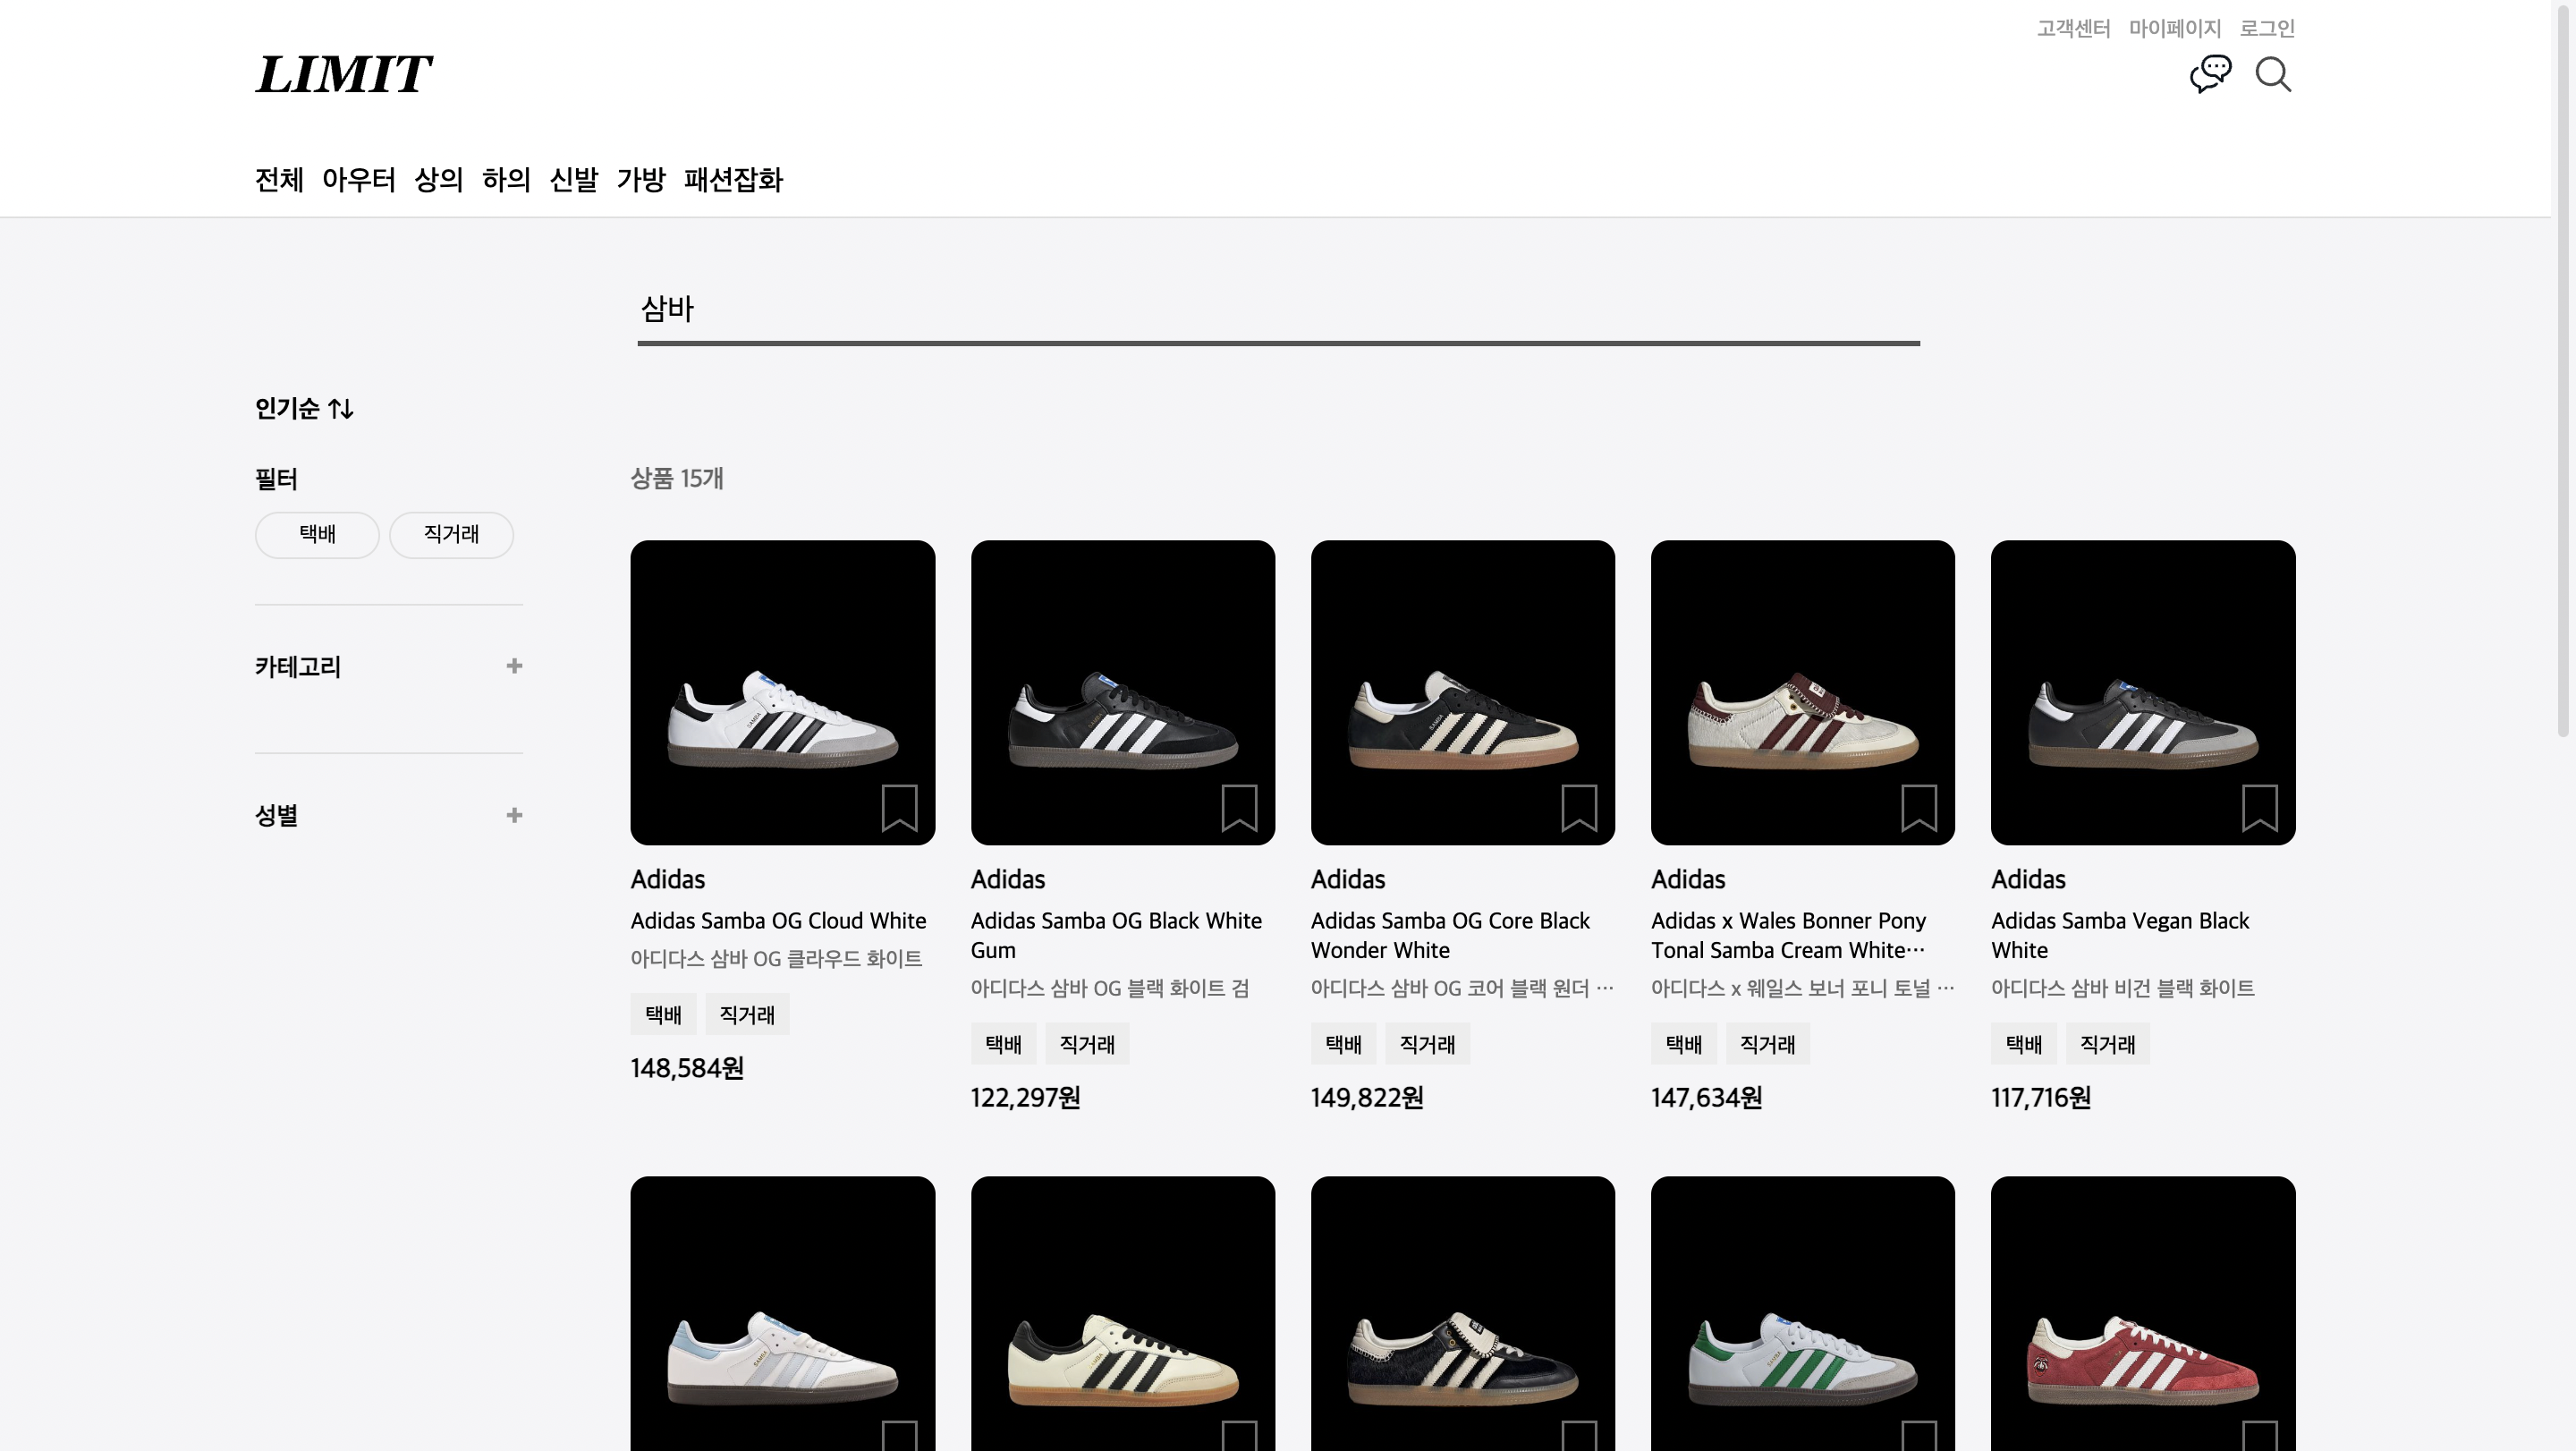 고객센터 마이페이지 로그인
LIMIT
전체 아우터 상의 하의 신발 가방 패션잡화
삼바
인기순
필터
택배 직거래
카테고리 +
성별 +
상품 15개
Adidas
Adidas Samba OG Cloud White
아디다스 삼바 OG 클라우드 화이트
택배 직거래
148,584원
Adidas
Adidas Samba OG Black White
Gum
아디다스 삼바 OG 블랙 화이트 검
택배 직거래
122,297원
Adidas
Adidas Samba OG Core Black
Wonder White
아디다스 삼바 OG 코어 블랙 원더 …
택배 직거래
149,822원
Adidas
Adidas x Wales Bonner Pony
Tonal Samba Cream White…
아디다스 x 웨일스 보너 포니 토널 …
택배 직거래
147,634원
Adidas
Adidas Samba Vegan Black
White
아디다스 삼바 비건 블랙 화이트
택배 직거래
117,716원